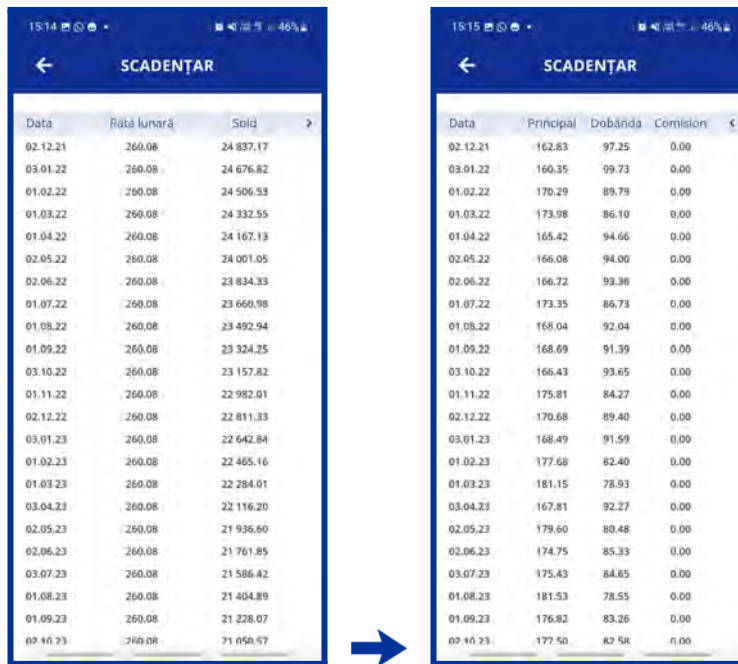 15:14 46%
SCADENȚAR
Data Rată lunară Sold >
02.12.21 260.08 24 837.17
03.01.22 260.08 24 676.82
01.02.22 260.08 24 506.53
01.03.22 260.08 24 332.55
01.04.22 260.08 24 167.13
02.05.22 260.08 24 001.05
02.06.22 260.08 23 834.33
01.07.22 260.08 23 660.98
01.08.22 260.08 23 492.94
01.09.22 260.08 23 324.25
03.10.22 260.08 23 157.82
01.11.22 260.08 22 982.01
02.12.22 260.08 22 811.33
03.01.23 260.08 22 642.84
01.02.23 260.08 22 465.16
01.03.23 260.08 22 284.01
03.04.23 260.08 22 116.20
02.05.23 260.08 21 936.60
02.06.23 260.08 21 761.85
03.07.23 260.08 21 586.42
01.08.23 260.08 21 404.89
01.09.23 260.08 21 228.07
02.10.23 260.08 21 050.57
15:15 46%
SCADENȚAR
Data Principal Dobânda Comision <
02.12.21 162.83 97.25 0.00
03.01.22 160.35 99.73 0.00
01.02.22 170.29 89.79 0.00
01.03.22 173.98 86.10 0.00
01.04.22 165.42 94.66 0.00
02.05.22 166.08 94.00 0.00
02.06.22 166.72 93.36 0.00
01.07.22 173.35 86.73 0.00
01.08.22 168.04 92.04 0.00
01.09.22 168.69 91.39 0.00
03.10.22 166.43 93.65 0.00
01.11.22 175.81 84.27 0.00
02.12.22 170.68 89.40 0.00
03.01.23 168.49 91.59 0.00
01.02.23 177.68 82.40 0.00
01.03.23 181.15 78.93 0.00
03.04.23 167.81 92.27 0.00
02.05.23 179.60 80.48 0.00
02.06.23 174.75 85.33 0.00
03.07.23 175.43 84.65 0.00
01.08.23 181.53 78.55 0.00
01.09.23 176.82 83.26 0.00
02.10.23 177.50 82.58 0.00